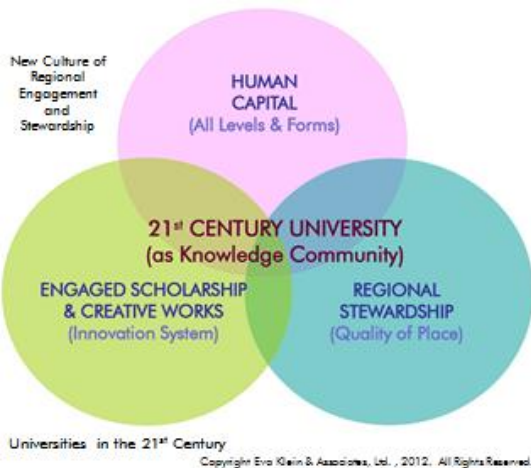 New Culture of
Regional
Engagement
and
Stewardship
HUMAN
CAPITAL
(All Levels & Forms)
21st CENTURY UNIVERSITY
(as Knowledge Community)
ENGAGED SCHOLARSHIP
& CREATIVE WORKS
(Innovation System)
REGIONAL
STEWARDSHIP
(Quality of Place)
Universities in the 21st Century
Copyright Eva Klein & Associates, Ltd. , 2012. All Rights Reserved